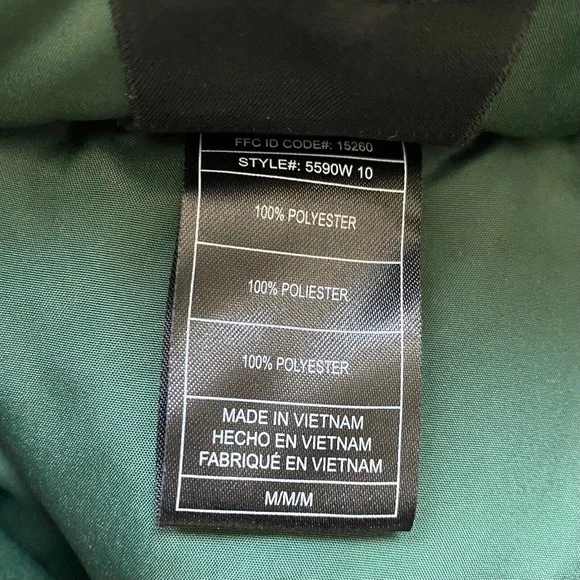 FFC ID CODE#: 15260
STYLE#: 5590W 10
100% POLYESTER
100% POLIESTER
100% POLYESTER
MADE IN VIETNAM
HECHO EN VIETNAM
FABRIQUÉ EN VIETNAM
M/M/M